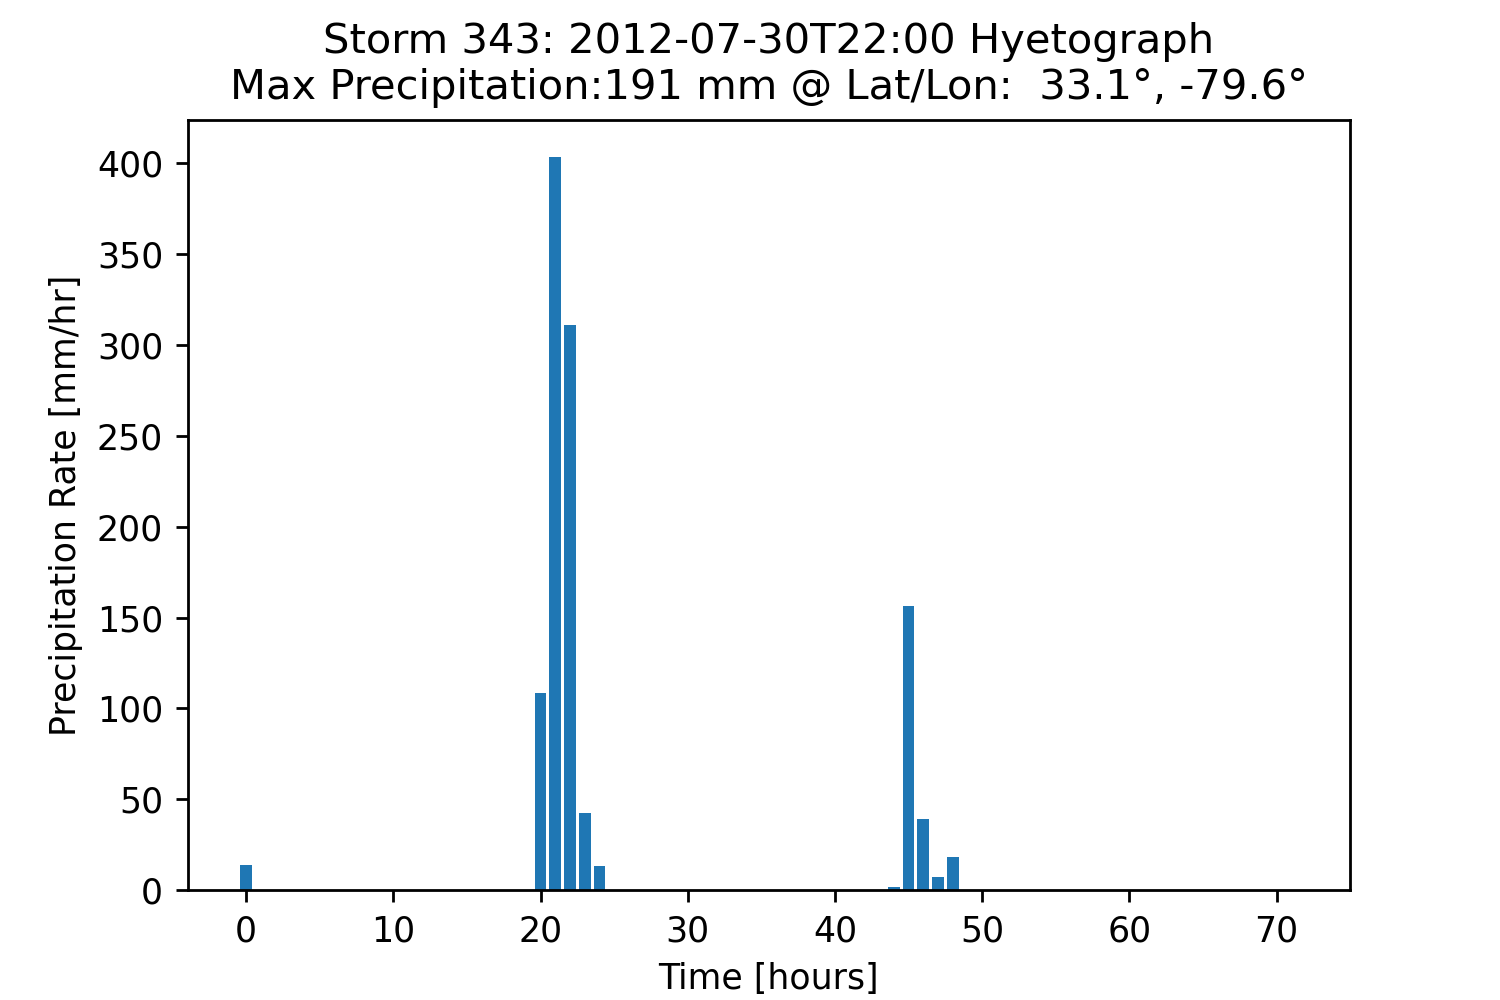 Storm 343: 2012-07-30T22:00 Hyetograph
Max Precipitation:191 mm @ Lat/Lon:  33.1°, -79.6°
Precipitation Rate [mm/hr]
400
350
300
250
200
150
100
50
0
0 10 20 30 40 50 60 70
Time [hours]